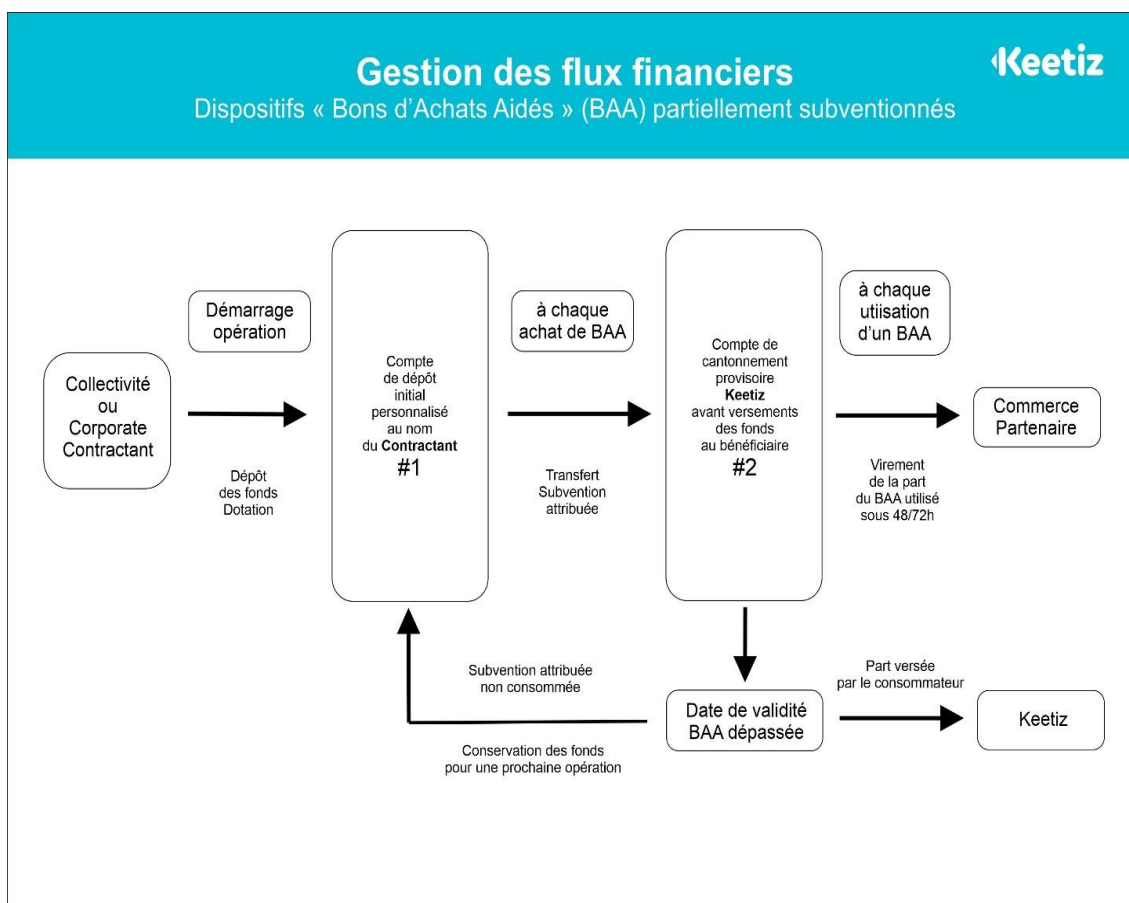 Gestion des flux financiers
Keetiz
Dispositifs « Bons d'Achats Aidés » (BAA) partiellement subventionnés
Collectivité
ou
Corporate
Contractant
Démarrage
opération
Dépôt
des fonds
Dotation
Compte
de dépôt
initial
personnalisé
au nom
du Contractant
#1
à chaque
achat de BAA
Transfert
Subvention
attribuée
Compte de
cantonnement
provisoire
Keetiz
avant versements
des fonds
au bénéficiaire
#2
à chaque
utiisation
d'un BAA
Virement
de la part
du BAA utilisé
sous 48/72h
Commerce
Partenaire
Subvention attribuée
non consommée
Conservation des fonds
pour une prochaine opération
Date de validité
BAA dépassée
Part versée
par le consommateur
Keetiz